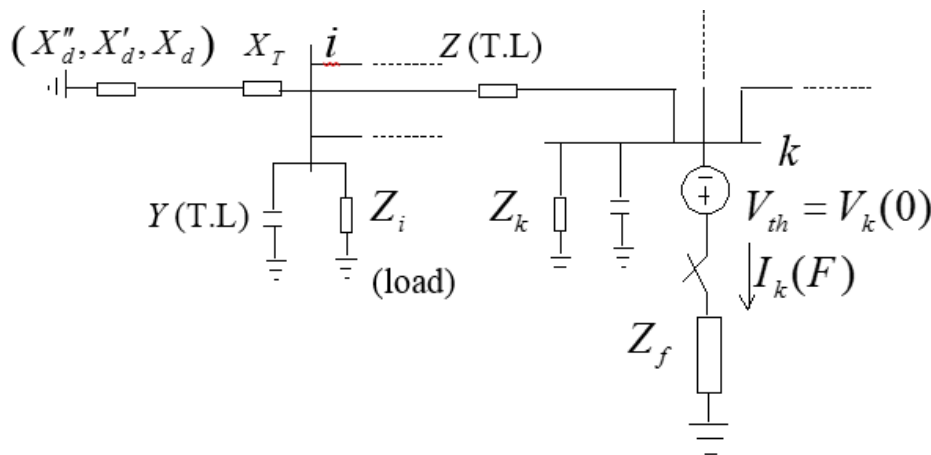 (X″_d, X′_d, X_d)
X_T
i
Z (T.L)
k
Y (T.L)
Z_i
(load)
Z_k
V_th = V_k(0)
I_k(F)
Z_f